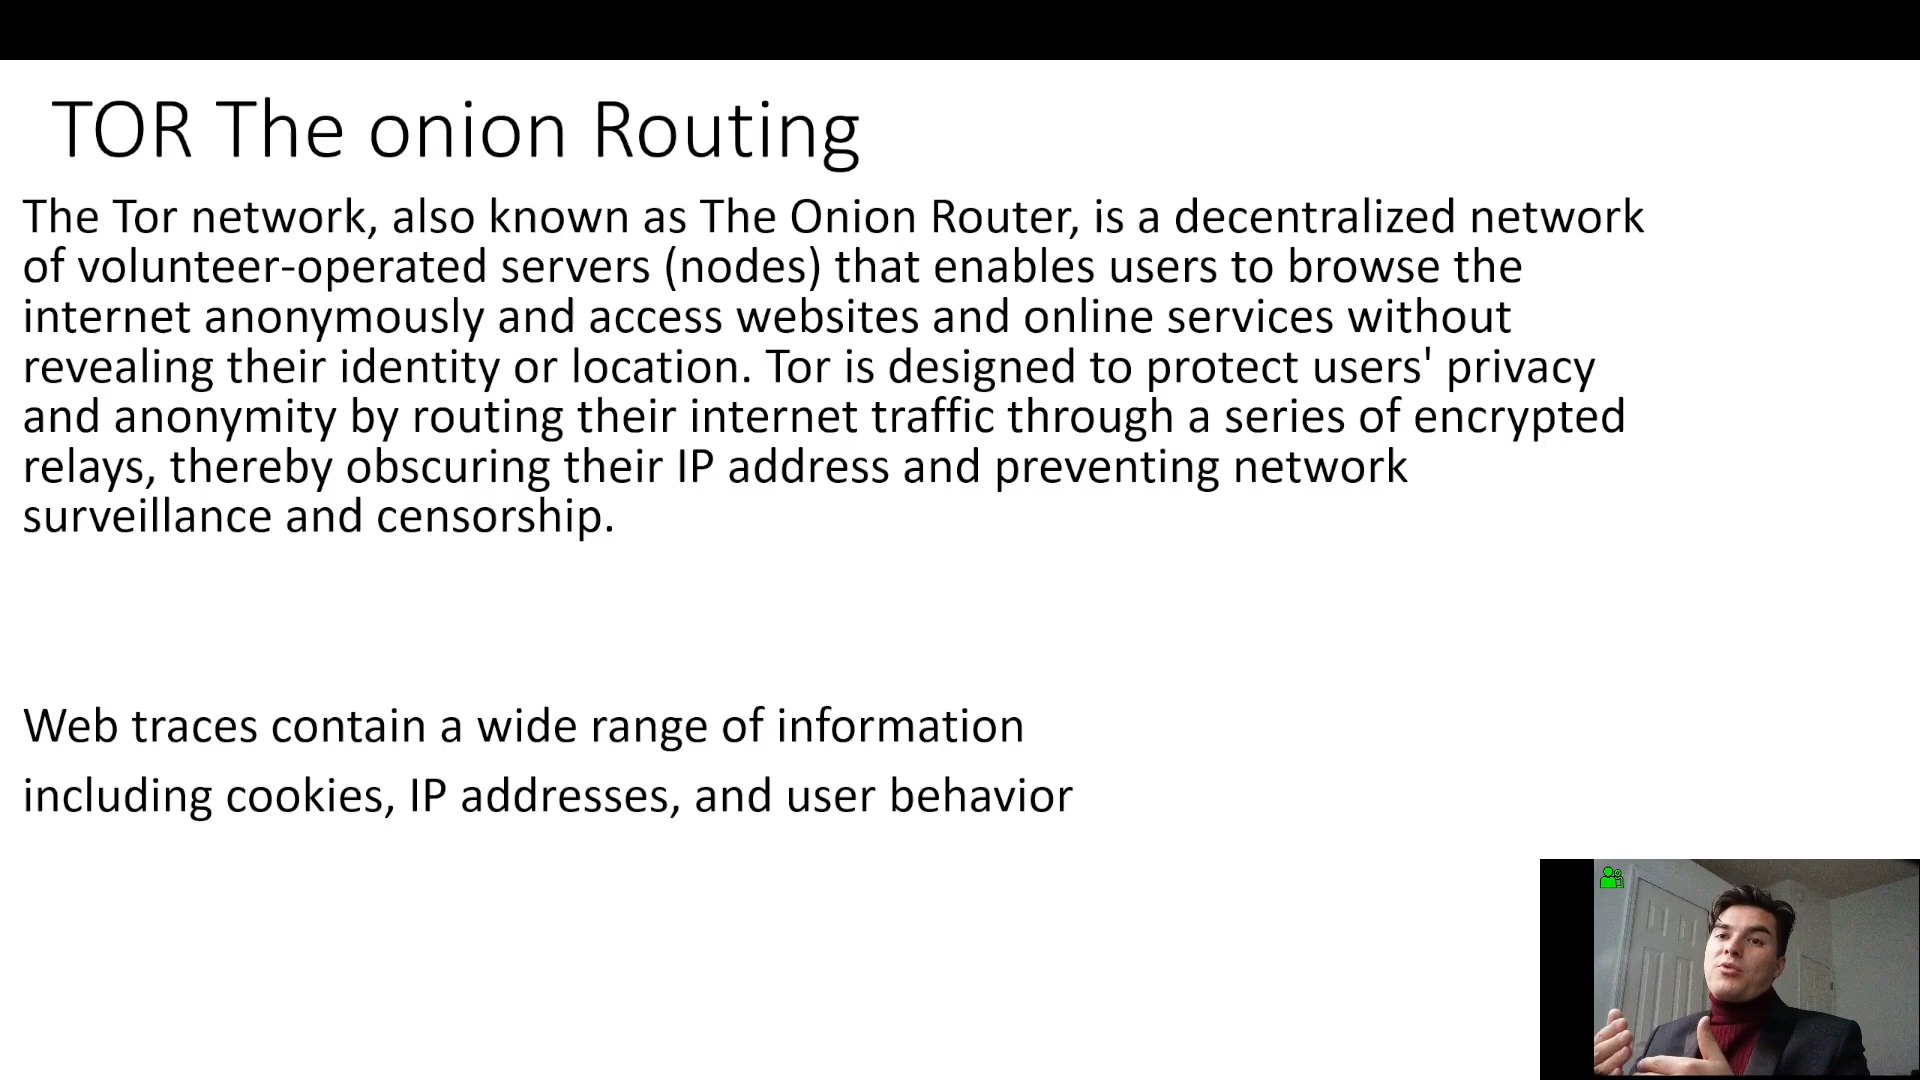 TOR The onion Routing
The Tor network, also known as The Onion Router, is a decentralized network
of volunteer-operated servers (nodes) that enables users to browse the
internet anonymously and access websites and online services without
revealing their identity or location. Tor is designed to protect users' privacy
and anonymity by routing their internet traffic through a series of encrypted
relays, thereby obscuring their IP address and preventing network
surveillance and censorship.
Web traces contain a wide range of information
including cookies, IP addresses, and user behavior